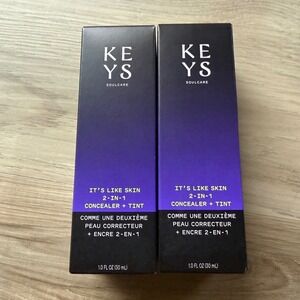 KE
YS
SOULCARE
IT'S LIKE SKIN
2-IN-1
CONCEALER + TINT
COMME UNE DEUXIÈME
PEAU CORRECTEUR
+ ENCRE 2-EN-1
1.0 FL OZ (30 mL)
KE
YS
SOULCARE
IT'S LIKE SKIN
2-IN-1
CONCEALER + TINT
COMME UNE DEUXIÈME
PEAU CORRECTEUR
+ ENCRE 2-EN-1
1.0 FL OZ (30 mL)